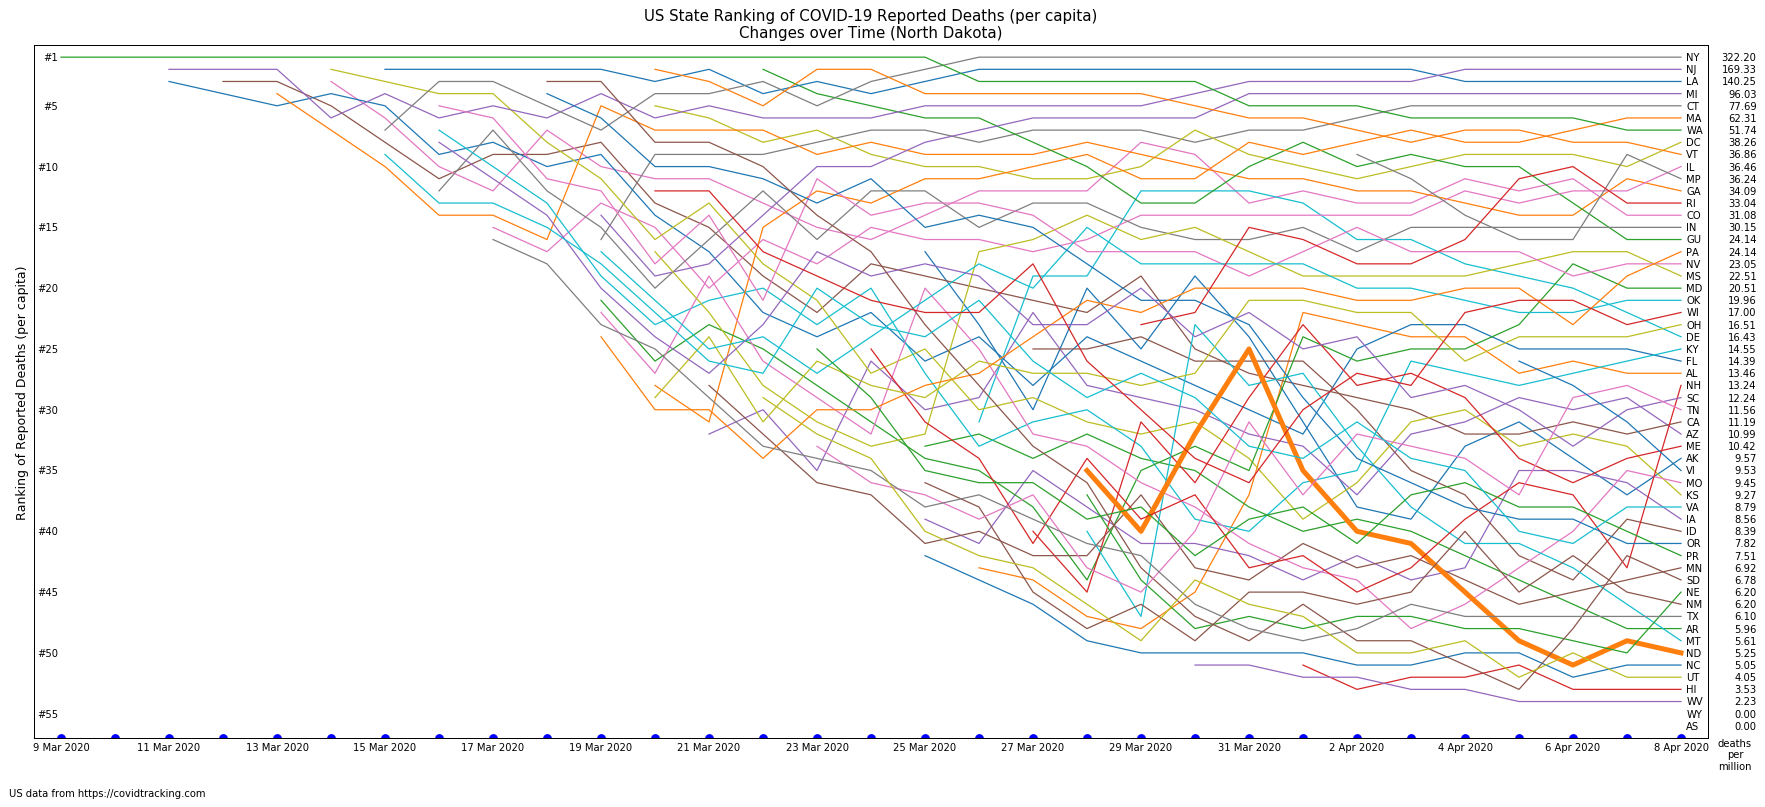 US State Ranking of COVID-19 Reported Deaths (per capita)
Changes over Time (North Dakota)
Ranking of Reported Deaths (per capita)
#1
#5
#10
#15
#20
#25
#30
#35
#40
#45
#50
#55
NY 322.20
NJ 169.33
LA 140.25
MI 96.03
CT 77.69
MA 62.31
WA 51.74
DC 38.26
VT 36.86
IL 36.46
MP 36.24
GA 34.09
RI 33.04
CO 31.08
IN 30.15
GU 24.14
PA 24.14
NV 23.05
MS 22.51
MD 20.51
OK 19.96
WI 17.00
OH 16.51
DE 16.43
KY 14.55
FL 14.39
AL 13.46
NH 13.24
SC 12.24
TN 11.56
CA 11.19
AZ 10.99
ME 10.42
AK 9.57
VI 9.53
MO 9.45
KS 9.27
VA 8.79
IA 8.56
ID 8.39
OR 7.82
PR 7.51
MN 6.92
SD 6.78
NE 6.20
NM 6.20
TX 6.10
AR 5.96
MT 5.61
ND 5.25
NC 5.05
UT 4.05
HI 3.53
WV 2.23
WY 0.00
AS 0.00
9 Mar 2020 11 Mar 2020 13 Mar 2020 15 Mar 2020 17 Mar 2020 19 Mar 2020 21 Mar 2020 23 Mar 2020 25 Mar 2020 27 Mar 2020 29 Mar 2020 31 Mar 2020 2 Apr 2020 4 Apr 2020 6 Apr 2020 8 Apr 2020
deaths
per
million
US data from https://covidtracking.com